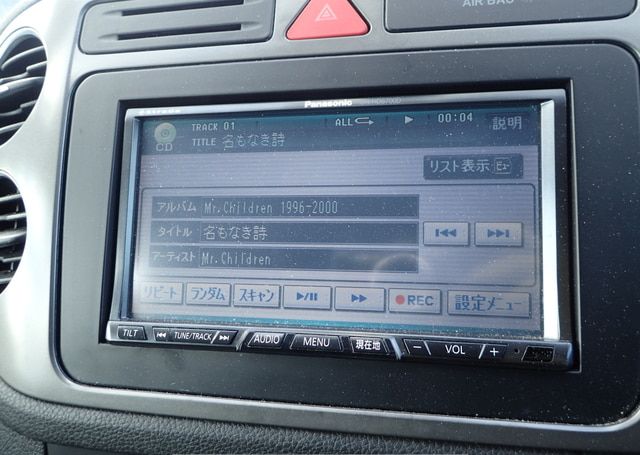 AIR BAG
Panasonic
TRACK 01 ALL 00:04 説明
CD TITLE 名もなき詩
リスト表示 ビュー
アルバム Mr.Children 1996-2000
タイトル 名もなき詩
アーティスト Mr.Children
リピート ランダム スキャン REC 設定メニュー
TILT TUNE/TRACK AUDIO MENU 現在地 − VOL +